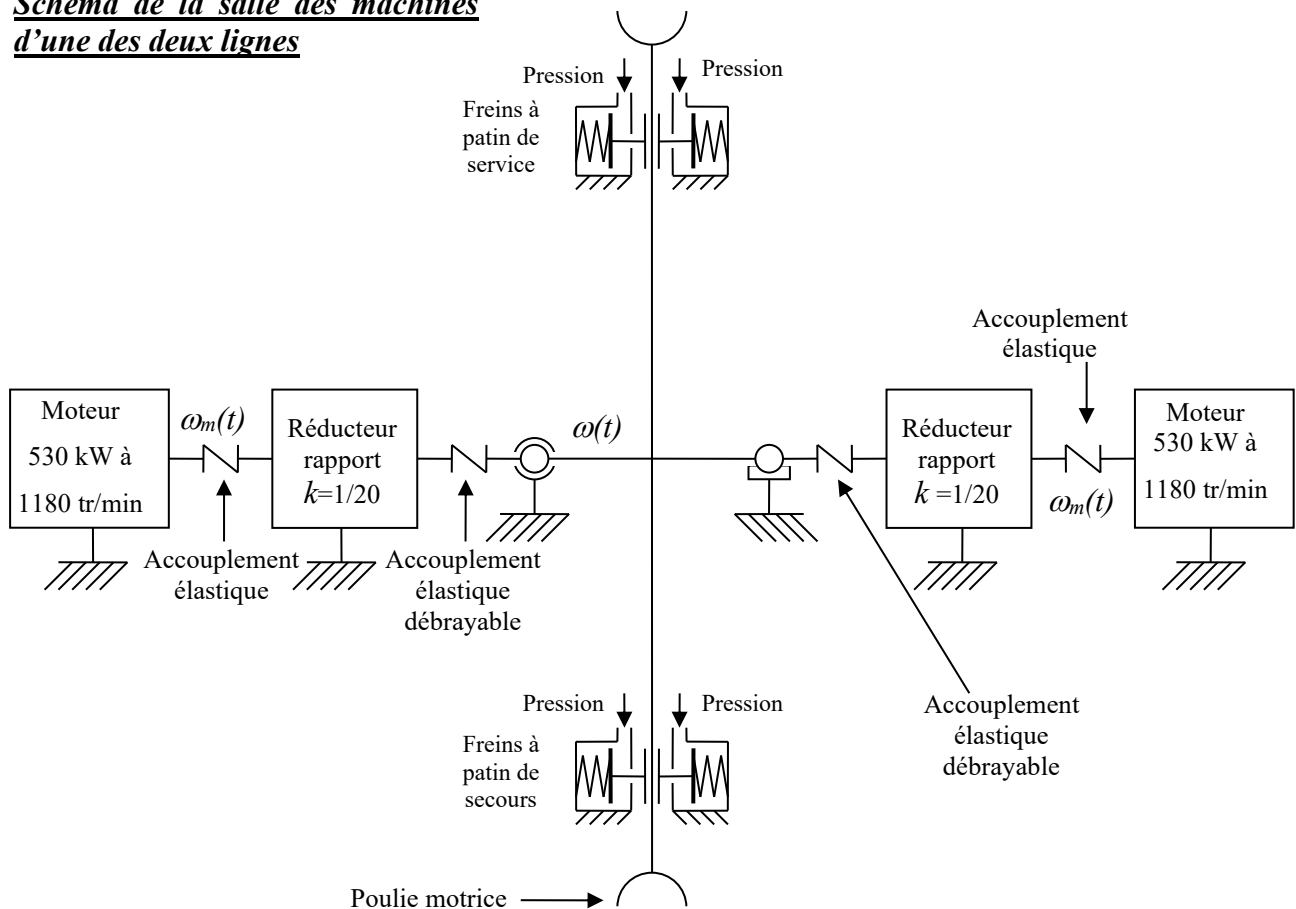 Schéma de la salle des machines
d'une des deux lignes
Pression
Pression
Freins à
patin de
service
Accouplement
élastique
Moteur
530 kW à
1180 tr/min
ωm(t)
Réducteur
rapport
k=1/20
ω(t)
Réducteur
rapport
k =1/20
ωm(t)
Moteur
530 kW à
1180 tr/min
Accouplement
élastique
Accouplement
élastique
débrayable
Pression
Pression
Freins à
patin de
secours
Accouplement
élastique
débrayable
Poulie motrice